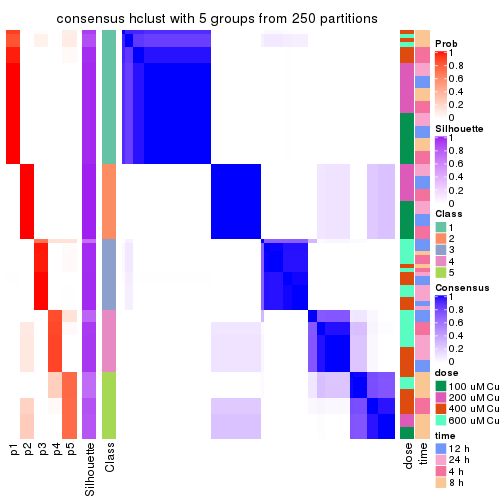 consensus hclust with 5 groups from 250 partitions
Prob
1
0.8
0.6
0.4
0.2
0
Silhouette
1
0.8
0.6
0.4
0.2
0
Class
1
2
3
4
5
Consensus
1
0.8
0.6
0.4
0.2
0
dose
100 uM Cu
200 uM Cu
400 uM Cu
600 uM Cu
time
12 h
24 h
4 h
8 h
p1
p2
p3
p4
p5
Silhouette
Class
dose
time